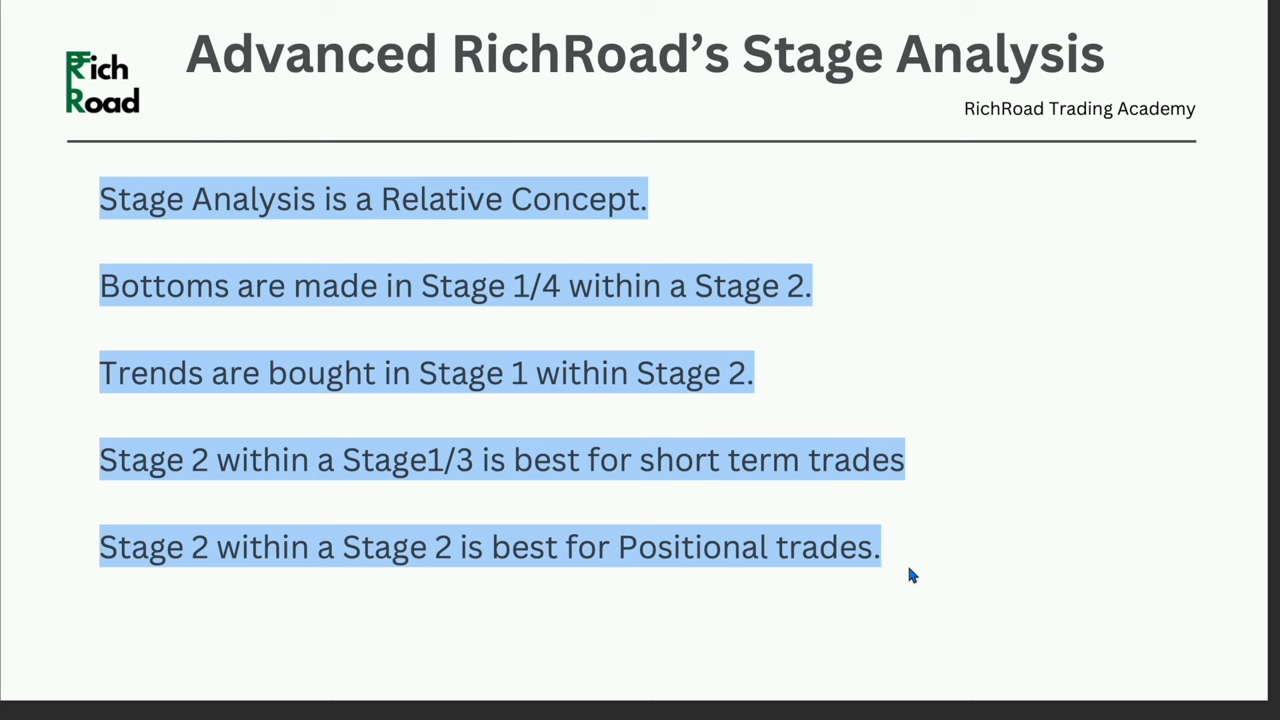 Advanced RichRoad’s Stage Analysis
₹ich
Road
RichRoad Trading Academy
Stage Analysis is a Relative Concept.
Bottoms are made in Stage 1/4 within a Stage 2.
Trends are bought in Stage 1 within Stage 2.
Stage 2 within a Stage1/3 is best for short term trades
Stage 2 within a Stage 2 is best for Positional trades.